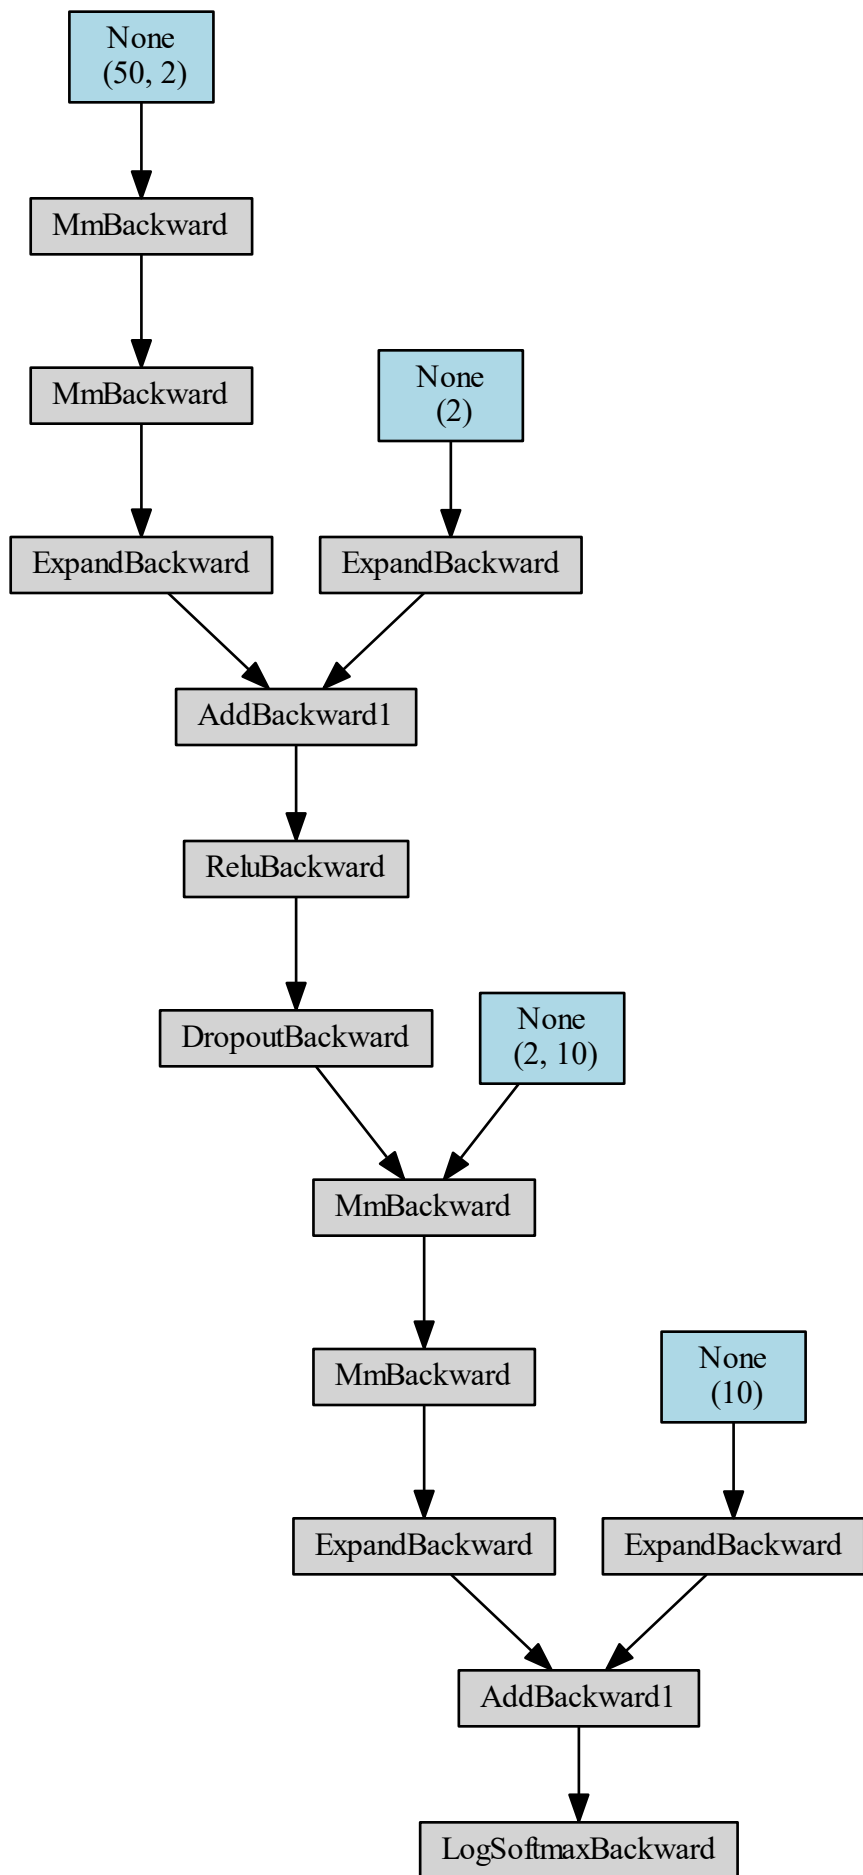 None
(50, 2)
MmBackward
MmBackward
None
(2)
ExpandBackward
ExpandBackward
AddBackward1
ReluBackward
DropoutBackward
None
(2, 10)
MmBackward
MmBackward
None
(10)
ExpandBackward
ExpandBackward
AddBackward1
LogSoftmaxBackward